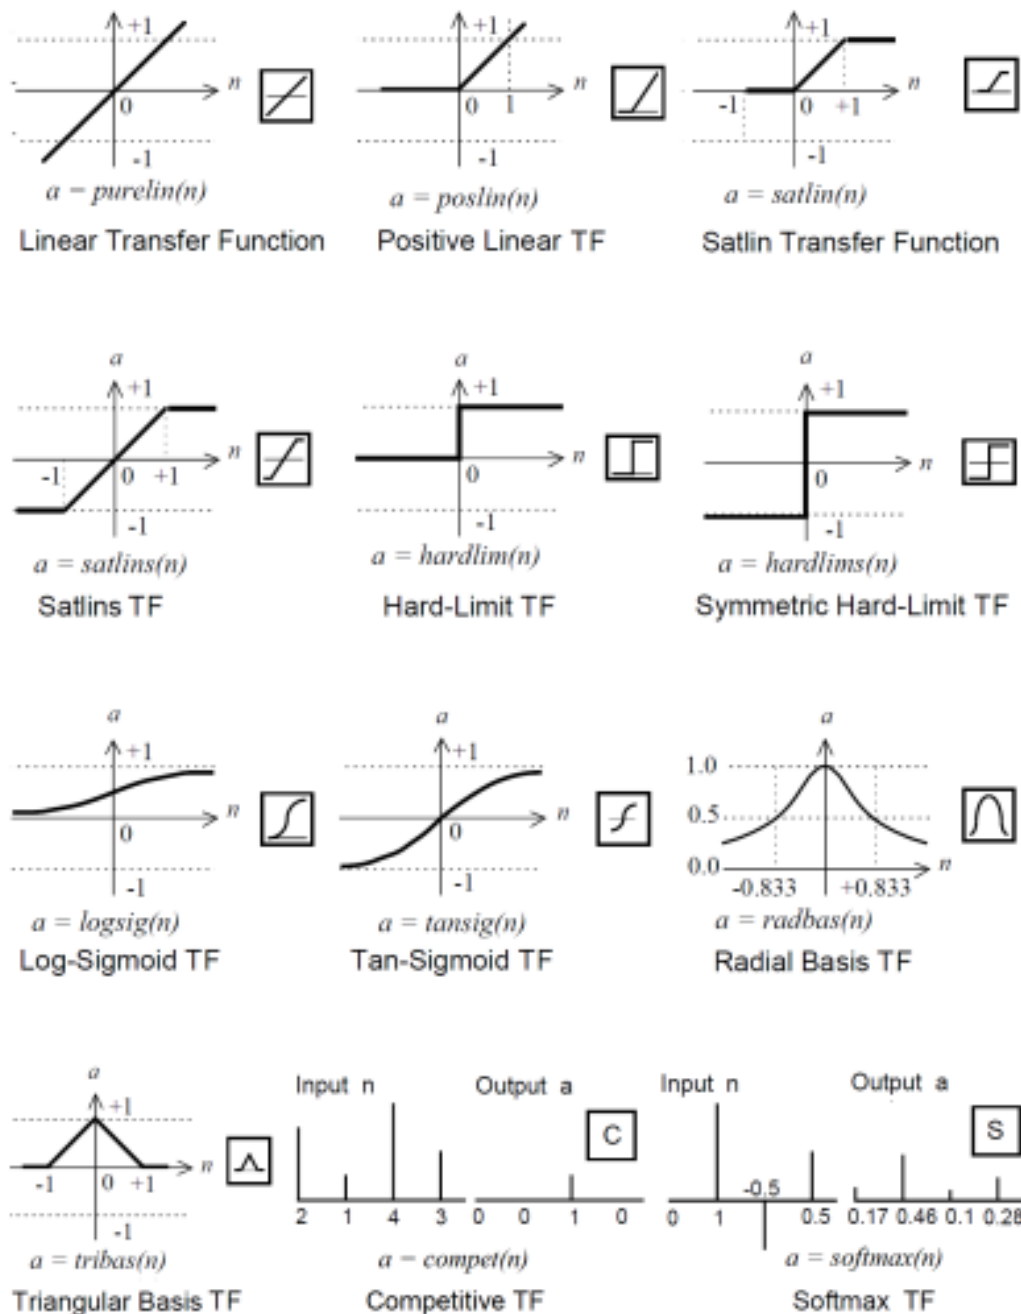 +1 +1 +1
n n n
0 0 1 -1 0 +1
-1 -1 -1
a = purelin(n) a = poslin(n) a = satlin(n)
Linear Transfer Function Positive Linear TF Satlin Transfer Function
a a a
+1 +1 +1
n n n
-1 0 +1 0 0
-1 -1 -1
a = satlins(n) a = hardlim(n) a = hardlims(n)
Satlins TF Hard-Limit TF Symmetric Hard-Limit TF
a a a
+1 +1 1.0
n n 0.5
0 0 0.0 n
-1 -1 -0.833 +0.833
a = logsig(n) a = tansig(n) a = radbas(n)
Log-Sigmoid TF Tan-Sigmoid TF Radial Basis TF
a Input n Output a Input n Output a
+1 C S
n -0.5
-1 0 +1 2 1 4 3 0 0 1 0 0 1 0.5 0.17 0.46 0.1 0.28
-1
a = tribas(n) a = compet(n) a = softmax(n)
Triangular Basis TF Competitive TF Softmax TF